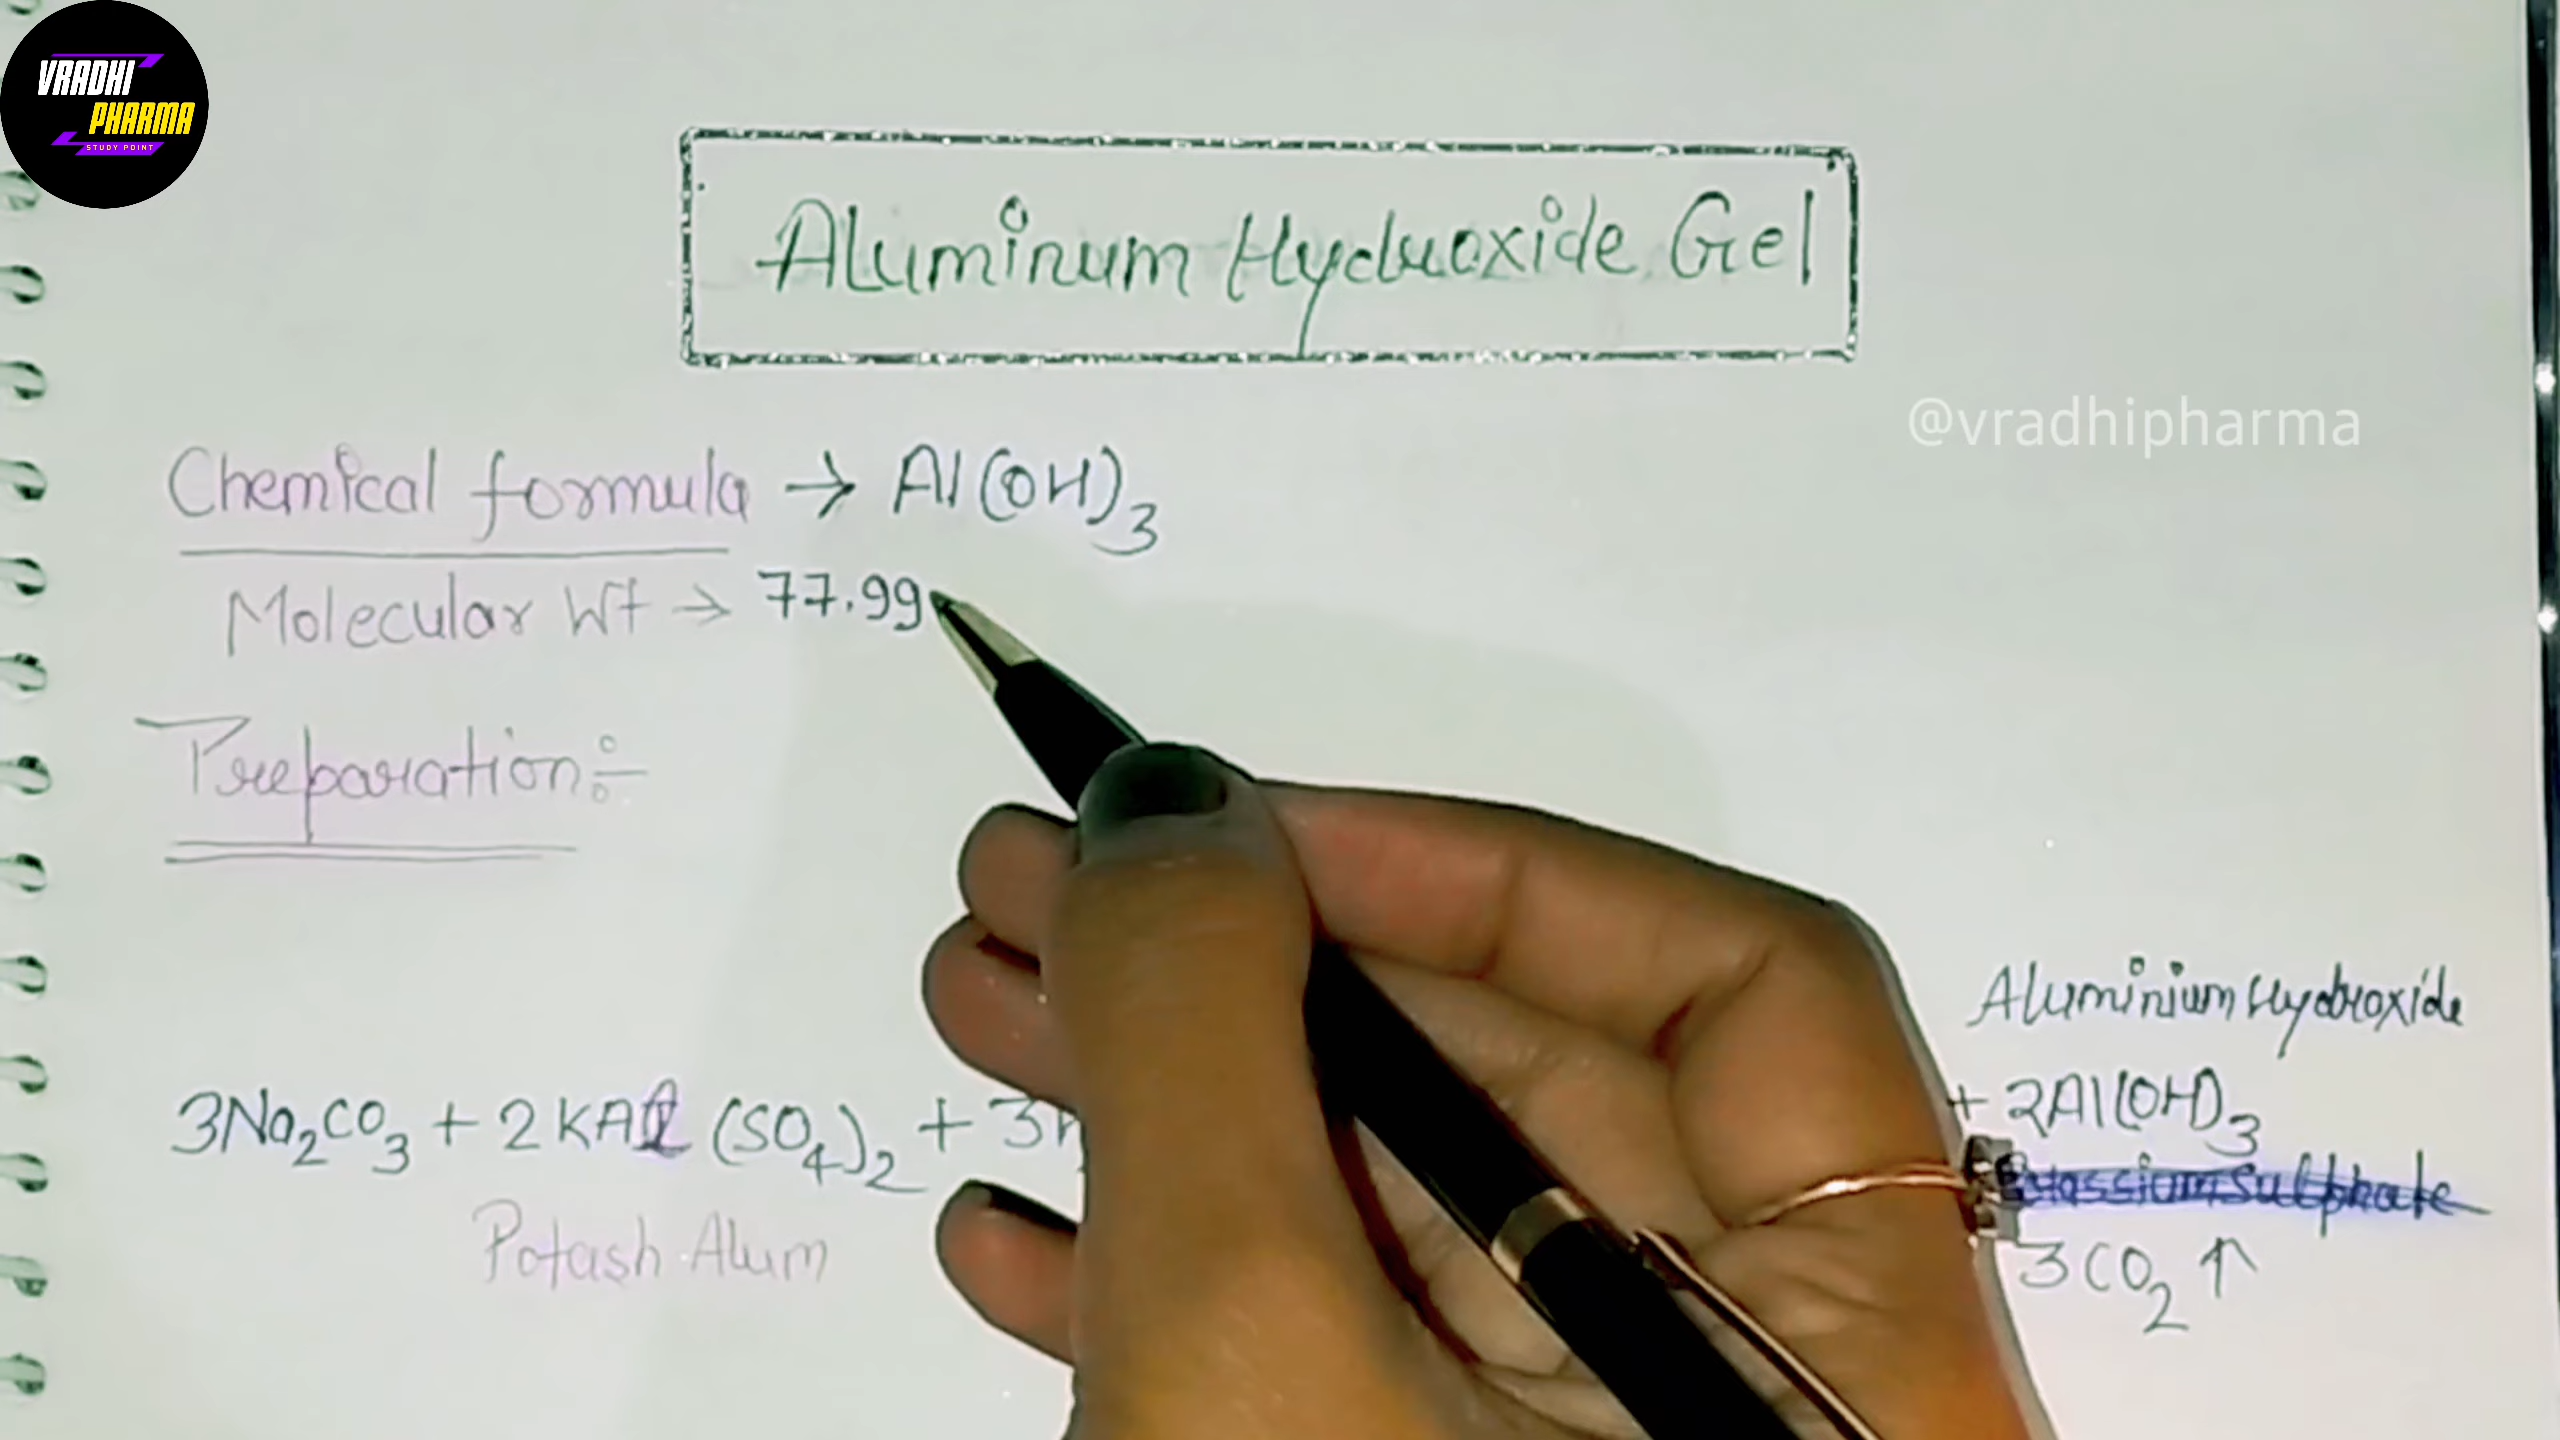 VRADHI
PHARMA
STUDY POINT
Aluminum Hydroxide Gel
@vradhipharma
Chemical formula → Al(OH)₃
Molecular Wt → 77.99
Preparation:-
Aluminium Hydroxide
3Na₂CO₃ + 2KAl(SO₄)₂ + 3 + 2Al(OH)₃
Potash Alum
3CO₂ ↑